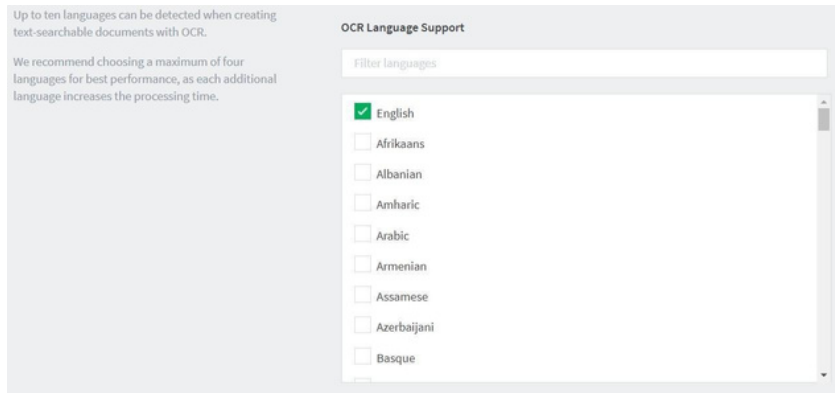 Up to ten languages can be detected when creating
text-searchable documents with OCR.
We recommend choosing a maximum of four
languages for best performance, as each additional
language increases the processing time.
OCR Language Support
Filter languages
English
Afrikaans
Albanian
Amharic
Arabic
Armenian
Assamese
Azerbaijani
Basque